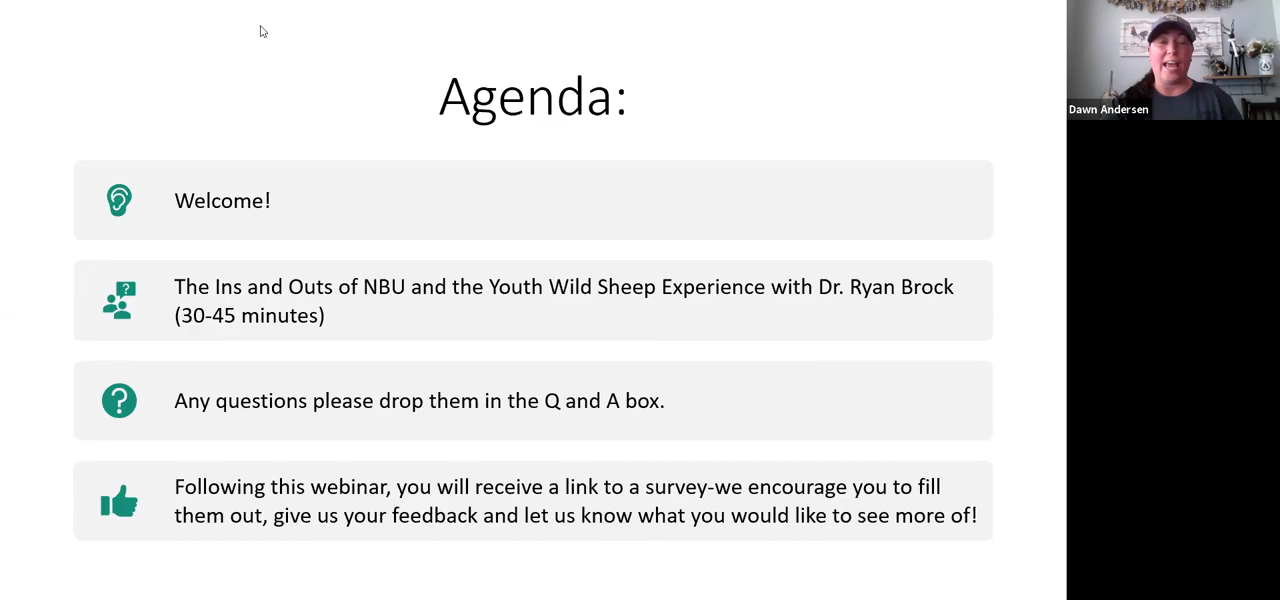 Agenda:
Welcome!
The Ins and Outs of NBU and the Youth Wild Sheep Experience with Dr. Ryan Brock
(30-45 minutes)
Any questions please drop them in the Q and A box.
Following this webinar, you will receive a link to a survey-we encourage you to fill
them out, give us your feedback and let us know what you would like to see more of!
Dawn Andersen